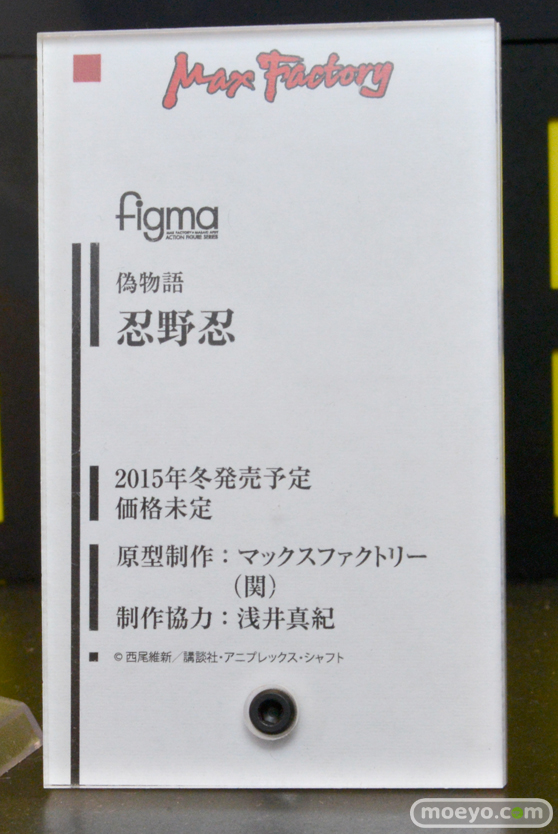 Max Factory
figma
MAX FACTORY & MASAKI APSY
ACTION FIGURE SERIES
偽物語
忍野忍
2015年冬発売予定
価格未定
原型制作：マックスファクトリー
（関）
制作協力：浅井真紀
©西尾維新／講談社・アニプレックス・シャフト
moeyo.com